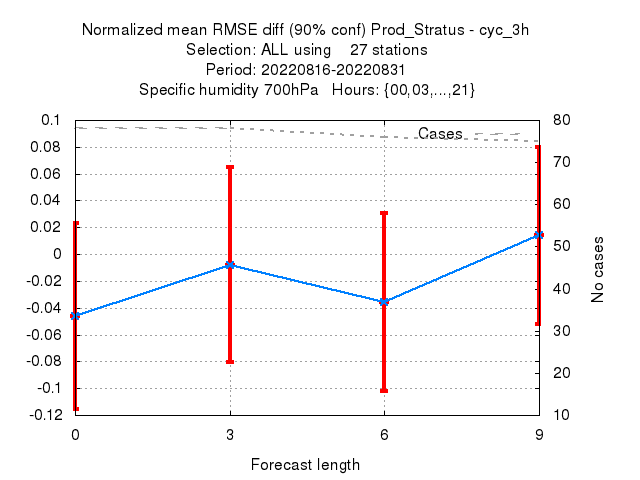 Normalized mean RMSE diff (90% conf) Prod_Stratus - cyc_3h
Selection: ALL using    27 stations
Period: 20220816-20220831
Specific humidity 700hPa   Hours: {00,03,...,21}
0.1
0.08
0.06
0.04
0.02
0
-0.02
-0.04
-0.06
-0.08
-0.1
-0.12
Cases
80
70
60
50
40
30
20
10
No cases
0 3 6 9
Forecast length